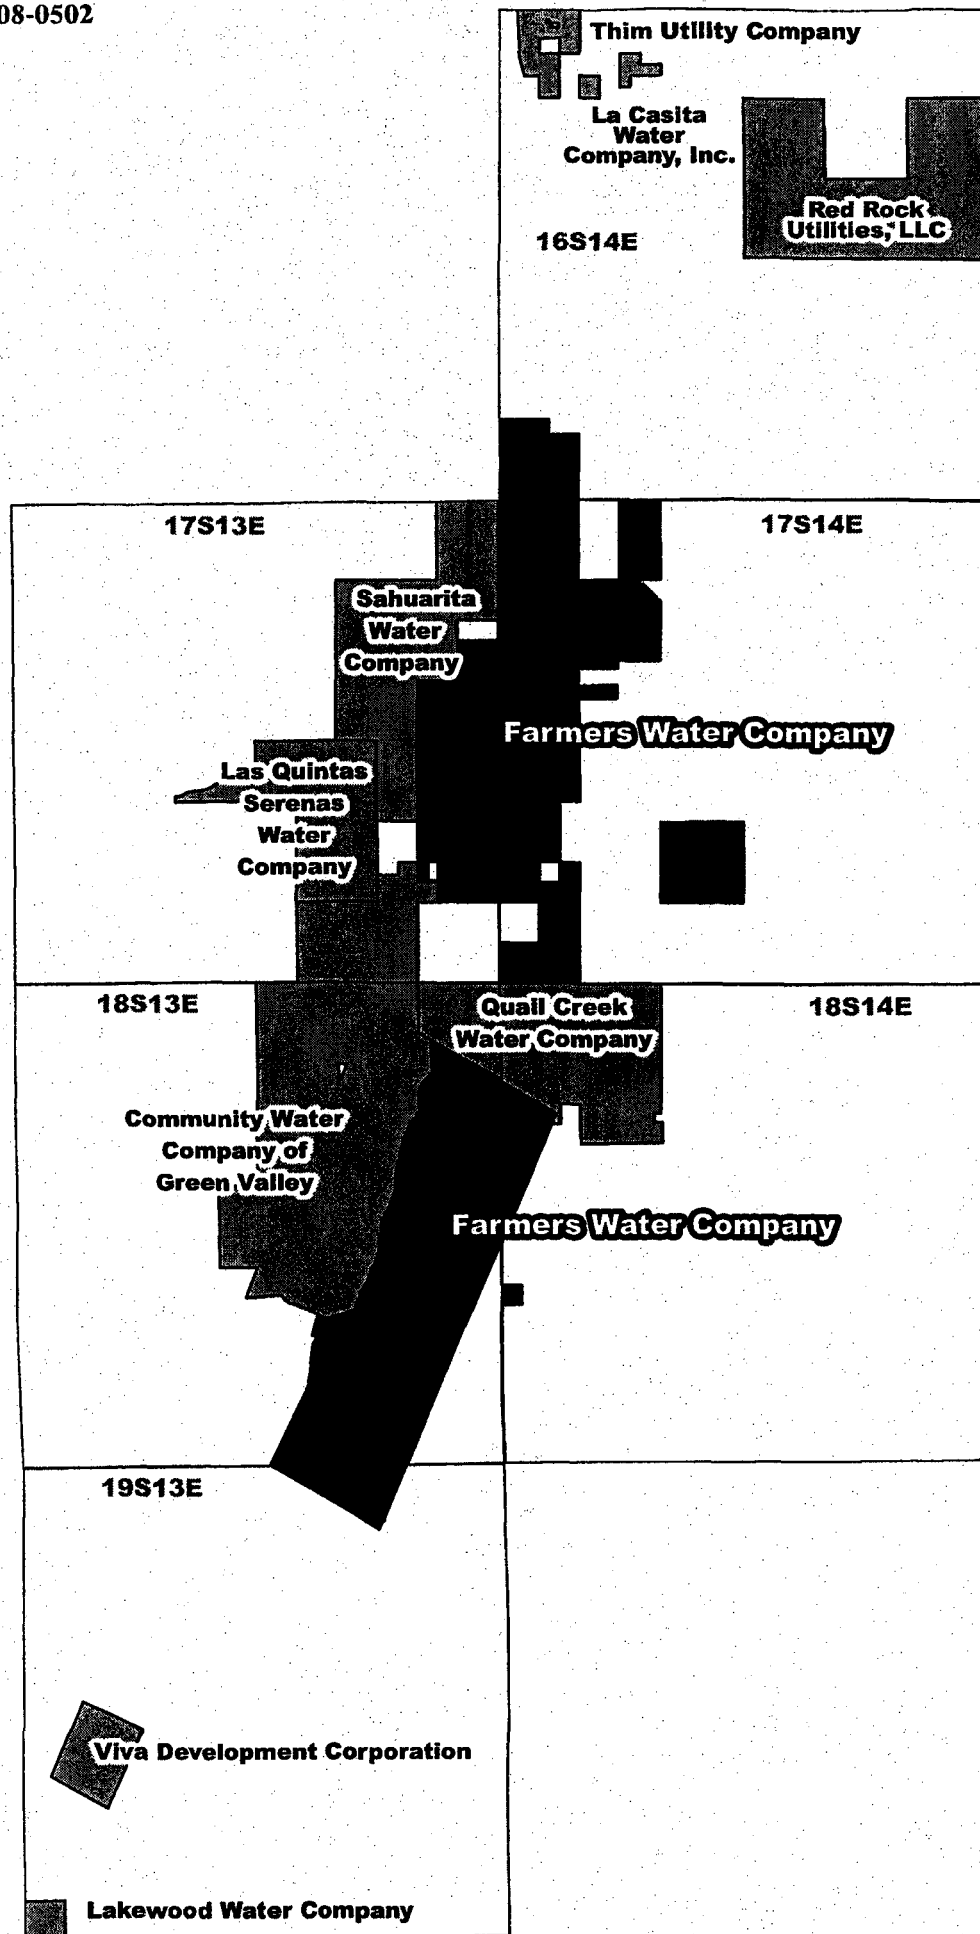 08-0502
Thim Utility Company
La Casita
Water
Company, Inc.
Red Rock
Utilities, LLC
16S14E
17S13E
17S14E
Sahuarita
Water
Company
Farmers Water Company
Las Quintas
Serenas
Water
Company
18S13E
Quail Creek
Water Company
18S14E
Community Water
Company of
Green Valley
Farmers Water Company
19S13E
Viva Development Corporation
Lakewood Water Company